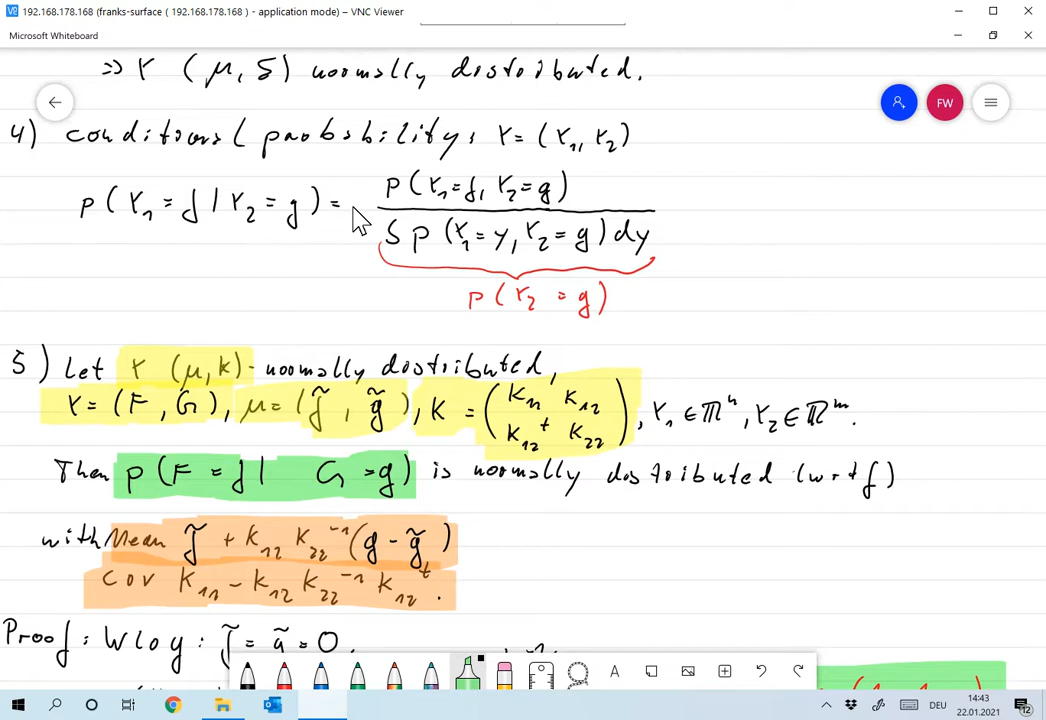 192.168.178.168 (franks-surface ( 192.168.178.168 ) - application mode) – VNC Viewer
Microsoft Whiteboard
=> Y (μ, S) normally distributed.
FW
4) conditional probability: Y = (Y₁, Y₂)
p(Y₁ = f | Y₂ = g) = p(Y₁ = f, Y₂ = g) / ∫ p(Y₁ = y, Y₂ = g) dy
p(Y₂ = g)
5) Let Y (μ, K) - normally distributed,
Y = (F, G), μ = (f̃, g̃), K = (K₁₁ K₁₂ K₁₂ᵗ K₂₂), Y₁ ∈ ℝⁿ, Y₂ ∈ ℝᵐ.
Then p(F = f | G = g) is normally distributed (wrt f)
with Mean f̃ + K₁₂ K₂₂⁻¹ (g - g̃)
Cov K₁₁ - K₁₂ K₂₂⁻¹ K₁₂ᵗ.
Proof: Wlog: f̃ = g̃ = 0.
DEU
14:43
22.01.2021
12